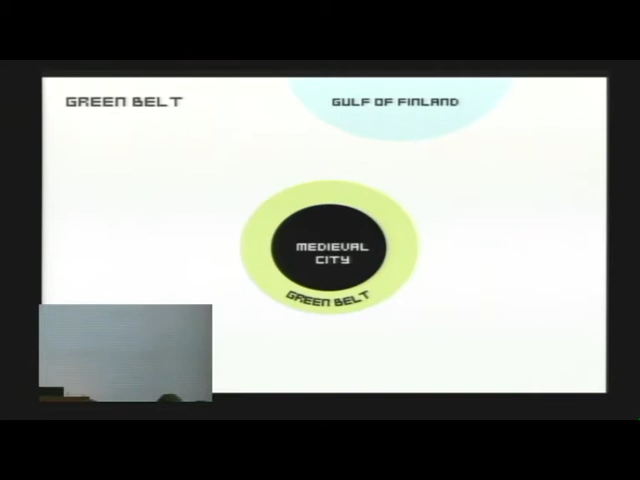 GREEN BELT
GULF OF FINLAND
MEDIEVAL
CITY
GREEN BELT